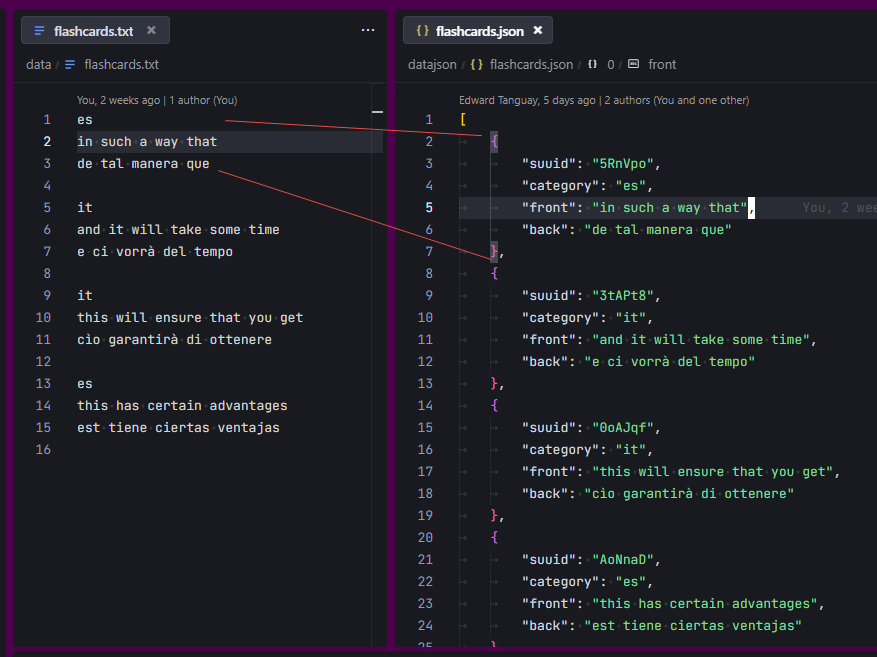 flashcards.txt
data / flashcards.txt
You, 2 weeks ago | 1 author (You)
1 es
2 in such a way that
3 de tal manera que
4
5 it
6 and it will take some time
7 e ci vorrà del tempo
8
9 it
10 this will ensure that you get
11 cìo garantirà di ottenere
12
13 es
14 this has certain advantages
15 est tiene ciertas ventajas
16
{} flashcards.json
datajson / {} flashcards.json / {} 0 / front
Edward Tanguay, 5 days ago | 2 authors (You and one other)
1 [
2 {
3 "suuid": "5RnVpo",
4 "category": "es",
5 "front": "in such a way that", You, 2 wee
6 "back": "de tal manera que"
7 },
8 {
9 "suuid": "3tAPt8",
10 "category": "it",
11 "front": "and it will take some time",
12 "back": "e ci vorrà del tempo"
13 },
14 {
15 "suuid": "0oAJqf",
16 "category": "it",
17 "front": "this will ensure that you get",
18 "back": "cìo garantirà di ottenere"
19 },
20 {
21 "suuid": "AoNnaD",
22 "category": "es",
23 "front": "this has certain advantages",
24 "back": "est tiene ciertas ventajas"
25 }